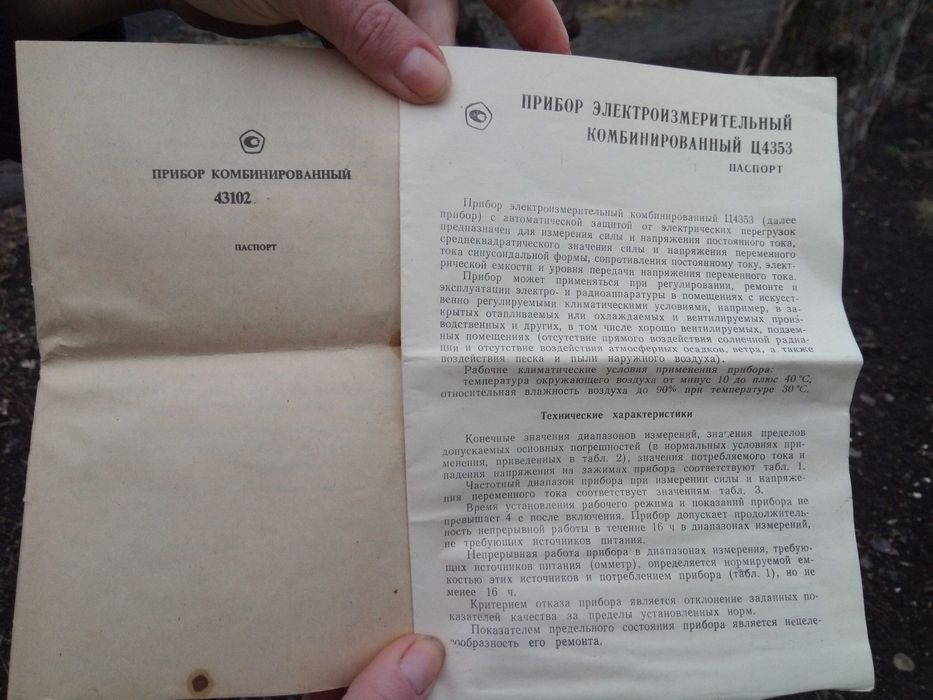 ПРИБОР КОМБИНИРОВАННЫЙ
43102
ПАСПОРТ
ПРИБОР ЭЛЕКТРОИЗМЕРИТЕЛЬНЫЙ
КОМБИНИРОВАННЫЙ Ц4353
ПАСПОРТ
Прибор электроизмерительный комбинированный Ц4353 (далее
прибор) с автоматической защитой от электрических перегрузок
предназначен для измерения силы и напряжения постоянного тока,
среднеквадратического значения силы и напряжения переменного
тока синусоидальной формы, сопротивления постоянному току, элект-
рической емкости и уровня передачи напряжения переменного тока.
Прибор может применяться при регулировании, ремонте и
эксплуатации электро- и радиоаппаратуры в помещениях с искусст-
венно регулируемыми климатическими условиями, например, в за-
крытых отапливаемых или охлаждаемых и вентилируемых произ-
водственных и других, в том числе хорошо вентилируемых, подзем-
ных помещениях (отсутствие прямого воздействия солнечной радиа-
ции и отсутствие воздействия атмосферных осадков, ветра, а также
воздействия песка и пыли наружного воздуха).
Рабочие климатические условия применения прибора:
температура окружающего воздуха от минус 10 до плюс 40°С,
относительная влажность воздуха до 90% при температуре 30°С.
Технические характеристики
Конечные значения диапазонов измерений, значения пределов
допускаемых основных погрешностей (в нормальных условиях при-
менения, приведенных в табл. 2), значения потребляемого тока и
падения напряжения на зажимах прибора соответствуют табл. 1.
Частотный диапазон прибора при измерении силы и напряже-
ния переменного тока соответствует значениям табл. 3.
Время установления рабочего режима и показаний прибора не
превышает 4 с после включения. Прибор допускает продолжитель-
ность непрерывной работы в течение 16 ч в диапазонах измерений,
не требующих источников питания.
Непрерывная работа прибора в диапазонах измерения, требую-
щих источников питания (омметр), определяется нормируемой ем-
костью этих источников и потреблением прибора (табл. 1), но не
менее 16 ч.
Критерием отказа прибора является отклонение заданных по-
казателей качества за пределы установленных норм.
Показателем предельного состояния прибора является нецеле-
сообразность его ремонта.